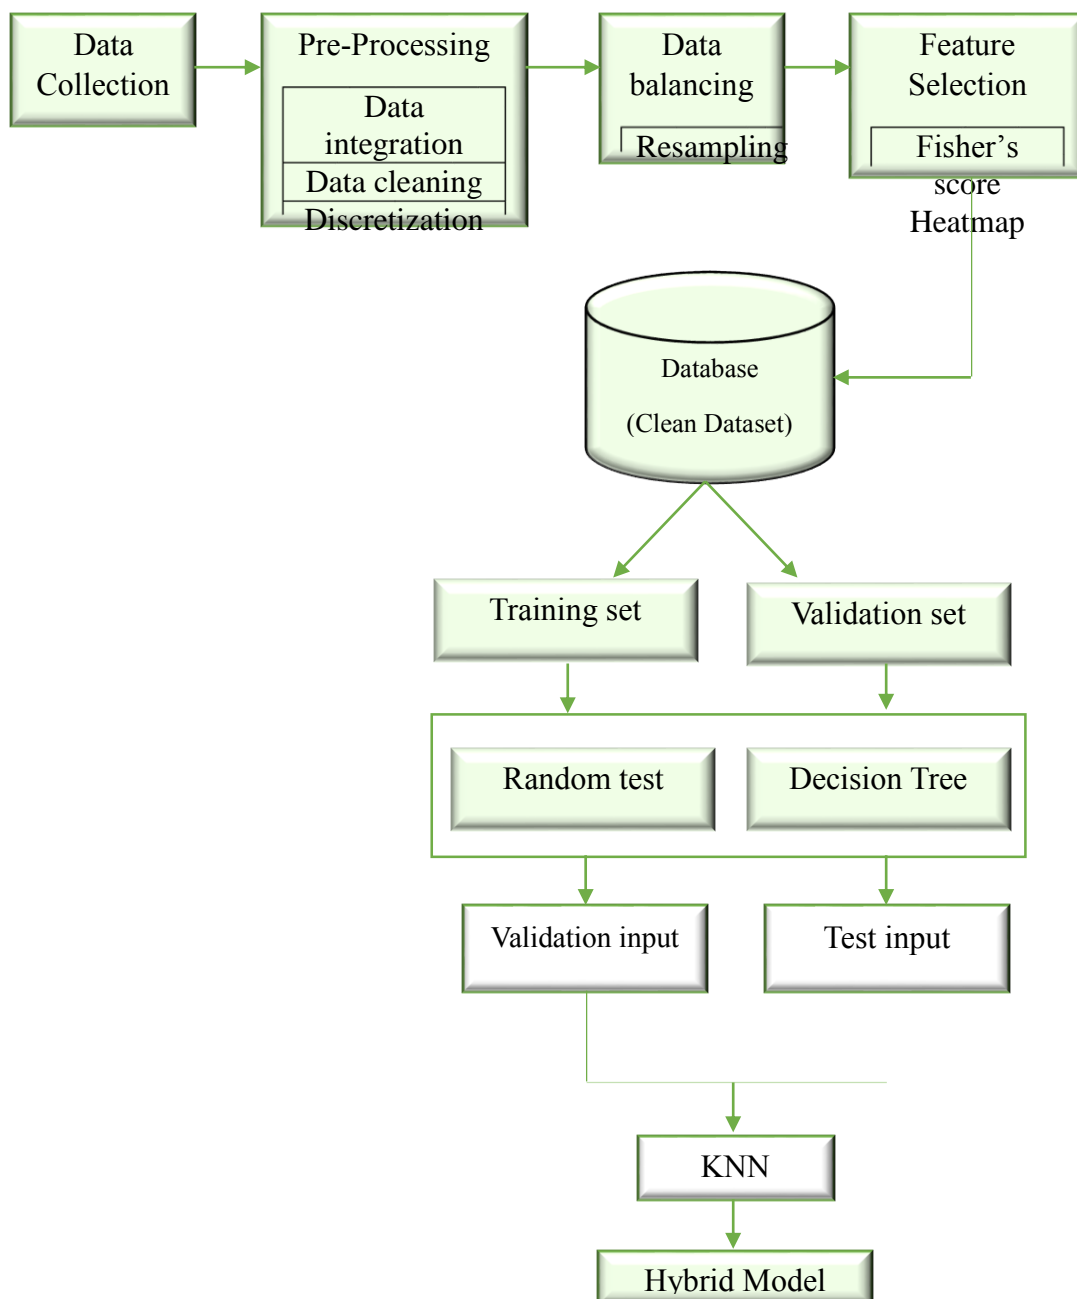 Data
Collection
Pre-Processing
Data
integration
Data cleaning
Discretization
Data
balancing
Resampling
Feature
Selection
Fisher’s
score
Heatmap
Database
(Clean Dataset)
Training set
Validation set
Random test
Decision Tree
Validation input
Test input
KNN
Hybrid Model